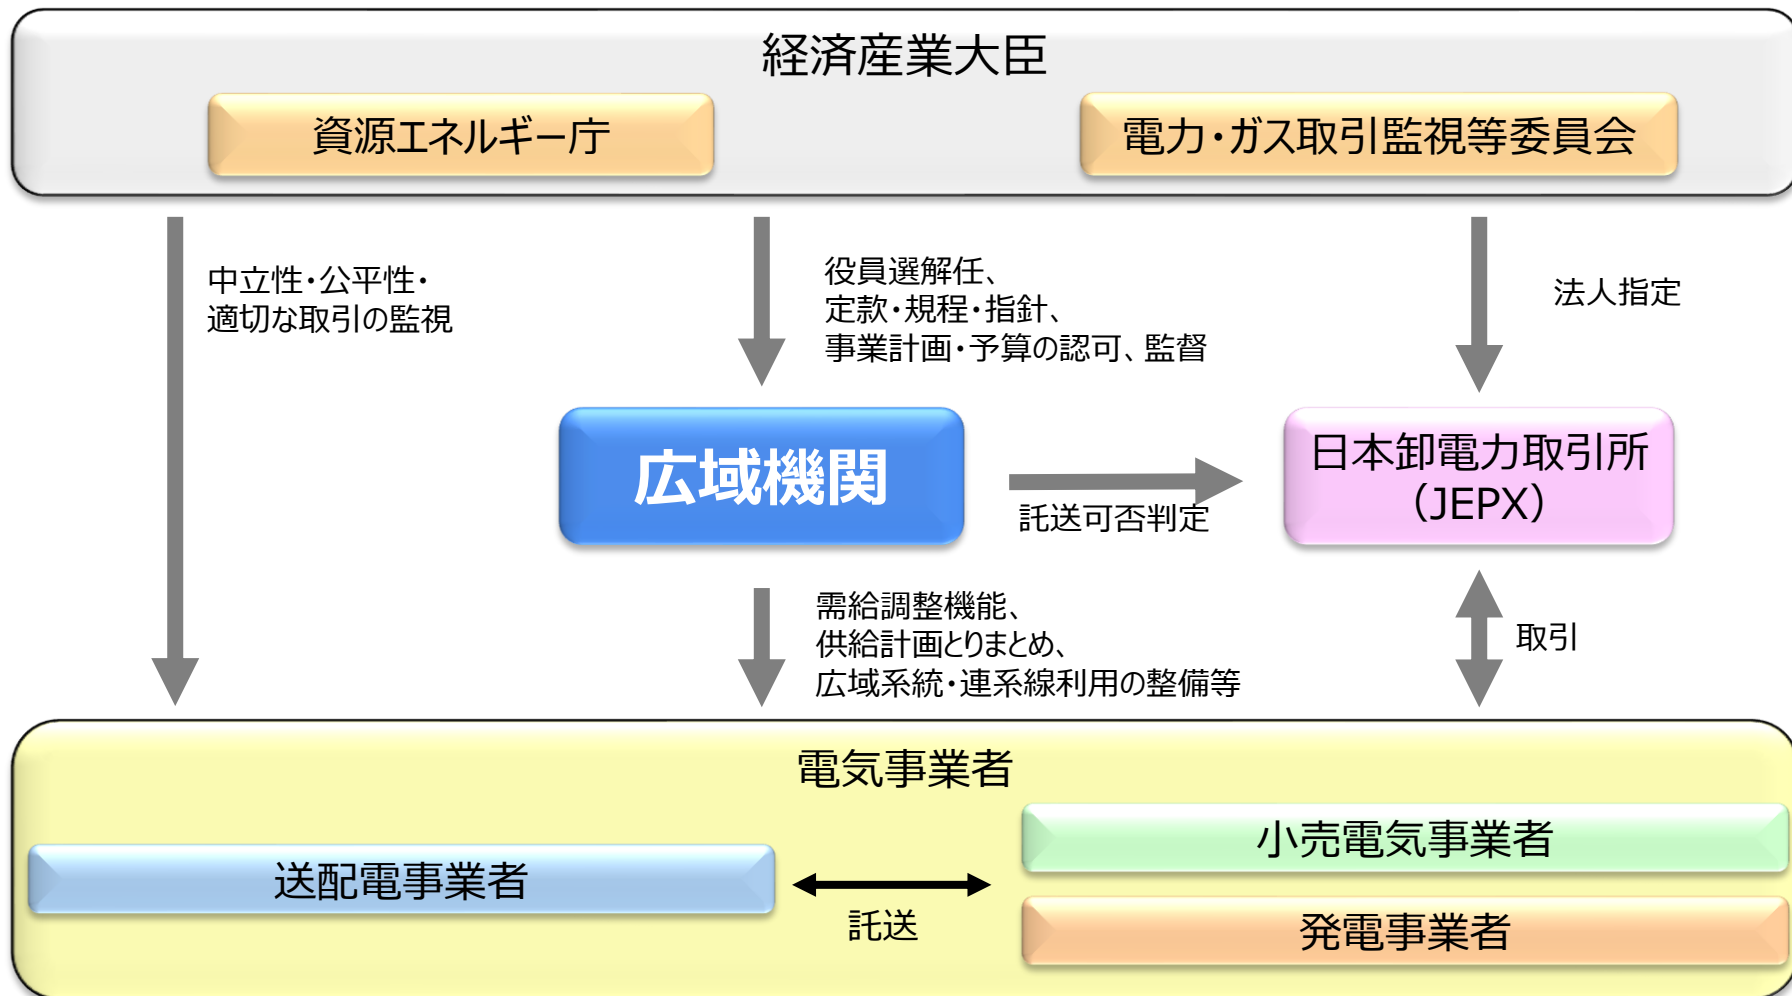 経済産業大臣
資源エネルギー庁
電力・ガス取引監視等委員会
中立性・公平性・
適切な取引の監視
役員選解任、
定款・規程・指針、
事業計画・予算の認可、監督
法人指定
広域機関
託送可否判定
日本卸電力取引所
（JEPX）
需給調整機能、
供給計画とりまとめ、
広域系統・連系線利用の整備等
取引
電気事業者
送配電事業者
託送
小売電気事業者
発電事業者